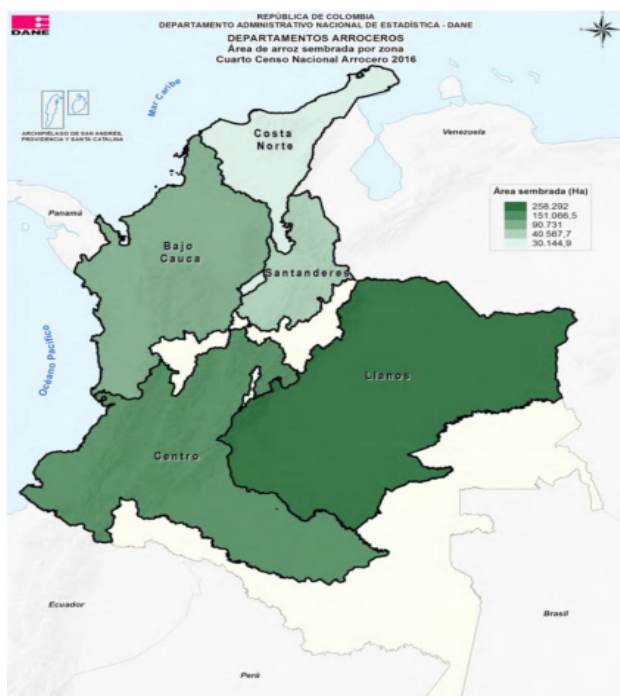 DANE
REPÚBLICA DE COLOMBIA
DEPARTAMENTO ADMINISTRATIVO NACIONAL DE ESTADÍSTICA - DANE
DEPARTAMENTOS ARROCEROS
Área de arroz sembrada por zona
Cuarto Censo Nacional Arrocero 2016
Mar Caribe
ARCHIPIÉLAGO DE SAN ANDRÉS,
PROVIDENCIA Y SANTA CATALINA
Costa
Norte
Venezuela
Área sembrada (Ha)
258.292
151.066,5
90.731
40.567,7
30.144,9
Panamá
Bajo
Cauca
Santanderes
Océano Pacífico
Llanos
Centro
Ecuador
Brasil
Perú